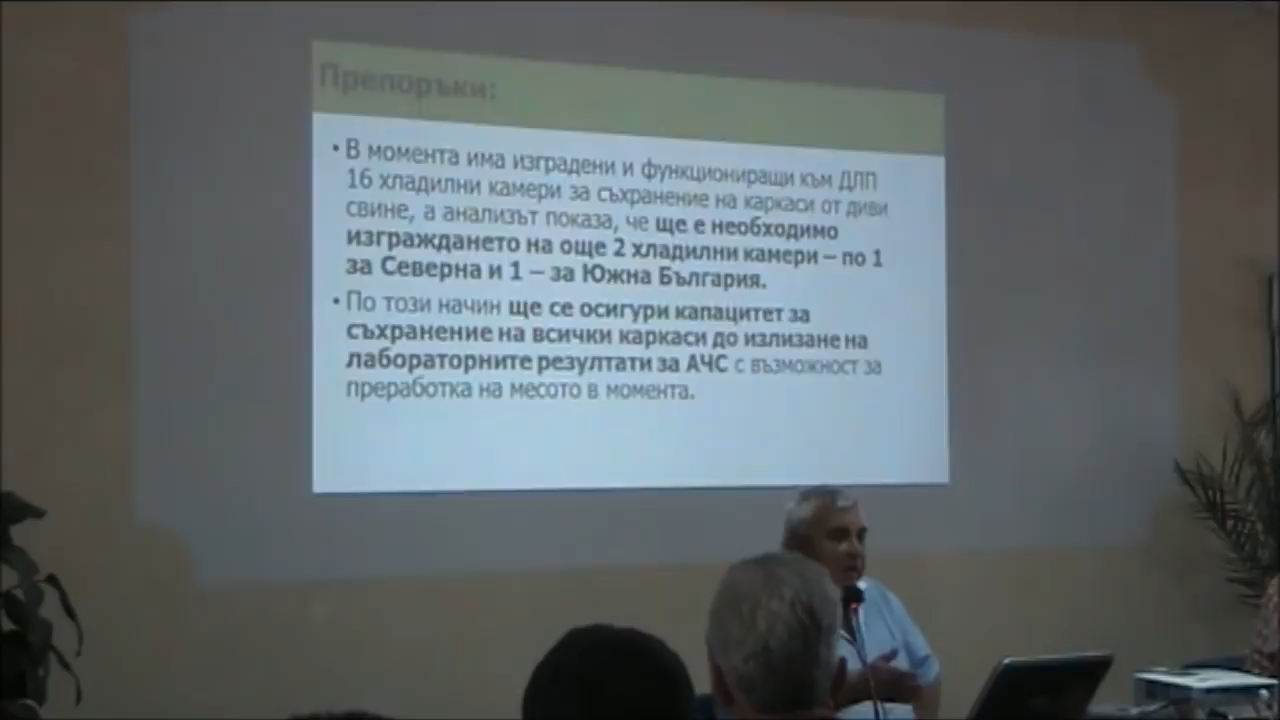 Препоръки:
• В момента има изградени и функциониращи към ДЛП
16 хладилни камери за съхранение на каркаси от диви
свине, а анализът показа, че ще е необходимо
изграждането на още 2 хладилни камери – по 1
за Северна и 1 – за Южна България.
• По този начин ще се осигури капацитет за
съхранение на всички каркаси до излизане на
лабораторните резултати за АЧС с възможност за
преработка на месото в момента.